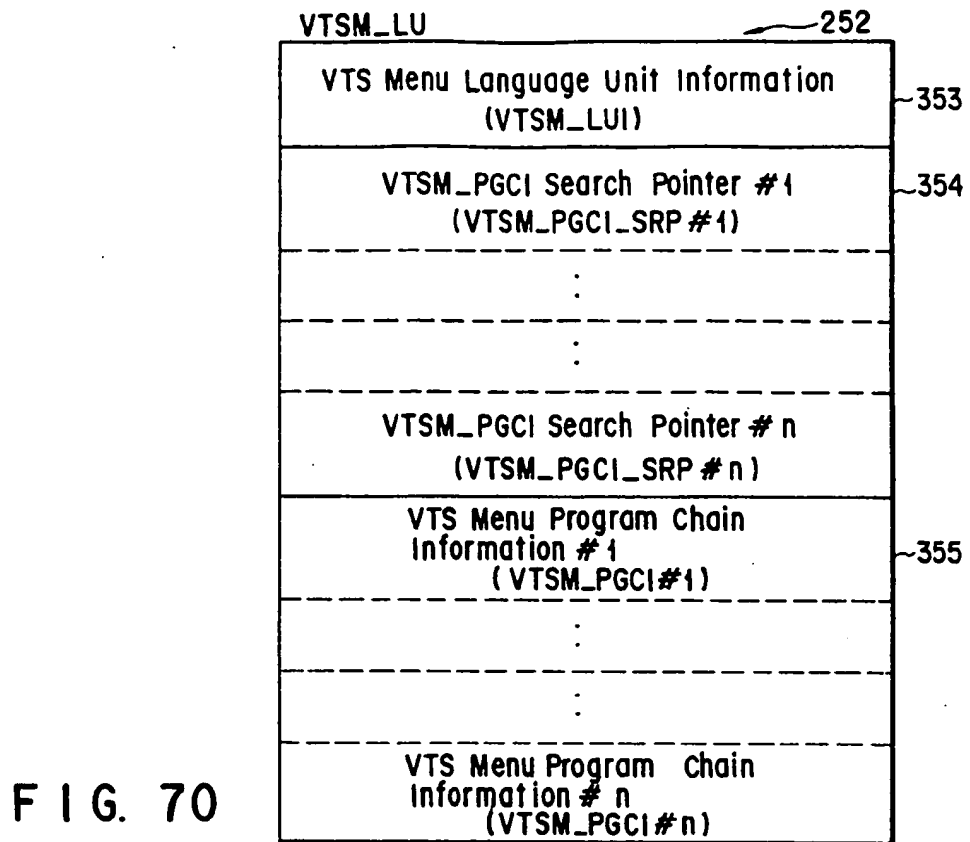 VTSM_LU
252
VTS Menu Language Unit Information
(VTSM_LUI)
353
VTSM_PGCI Search Pointer #1
(VTSM_PGCI_SRP#1)
354
VTSM_PGCI Search Pointer #n
(VTSM_PGCI_SRP#n)
VTS Menu Program Chain
Information #1
(VTSM_PGCI#1)
355
VTS Menu Program Chain
Information #n
(VTSM_PGCI#n)
FIG. 70